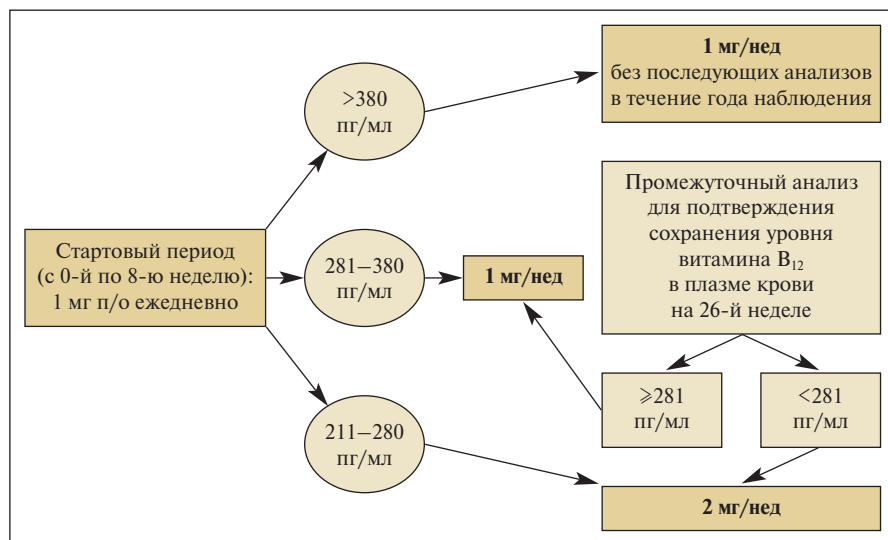 >380
пг/мл
1 мг/нед
без последующих анализов
в течение года наблюдения
Стартовый период
(с 0-й по 8-ю неделю):
1 мг п/о ежедневно
281–380
пг/мл
1 мг/нед
Промежуточный анализ
для подтверждения
сохранения уровня
витамина B₁₂
в плазме крови
на 26-й неделе
⩾281
пг/мл
<281
пг/мл
211–280
пг/мл
2 мг/нед